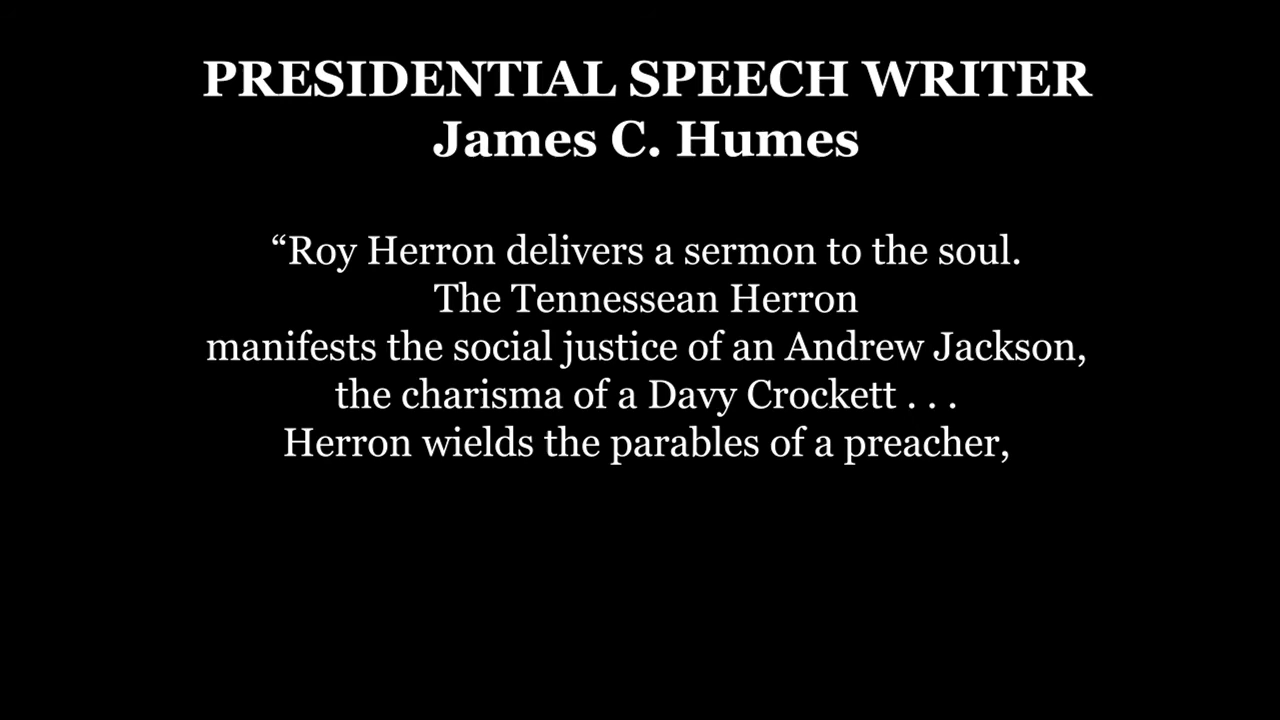 PRESIDENTIAL SPEECH WRITER
James C. Humes
“Roy Herron delivers a sermon to the soul.
The Tennessean Herron
manifests the social justice of an Andrew Jackson,
the charisma of a Davy Crockett . . .
Herron wields the parables of a preacher,